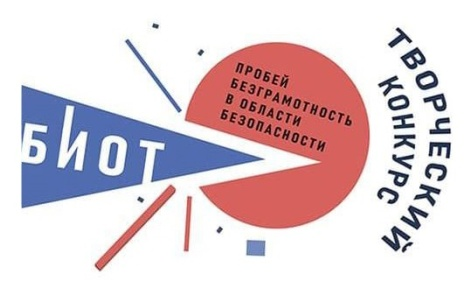 ПРОБЕЙ
БЕЗГРАМОТНОСТЬ
В ОБЛАСТИ
БЕЗОПАСНОСТИ
БИОТ
ТВОРЧЕСКИЙ
КОНКУРС